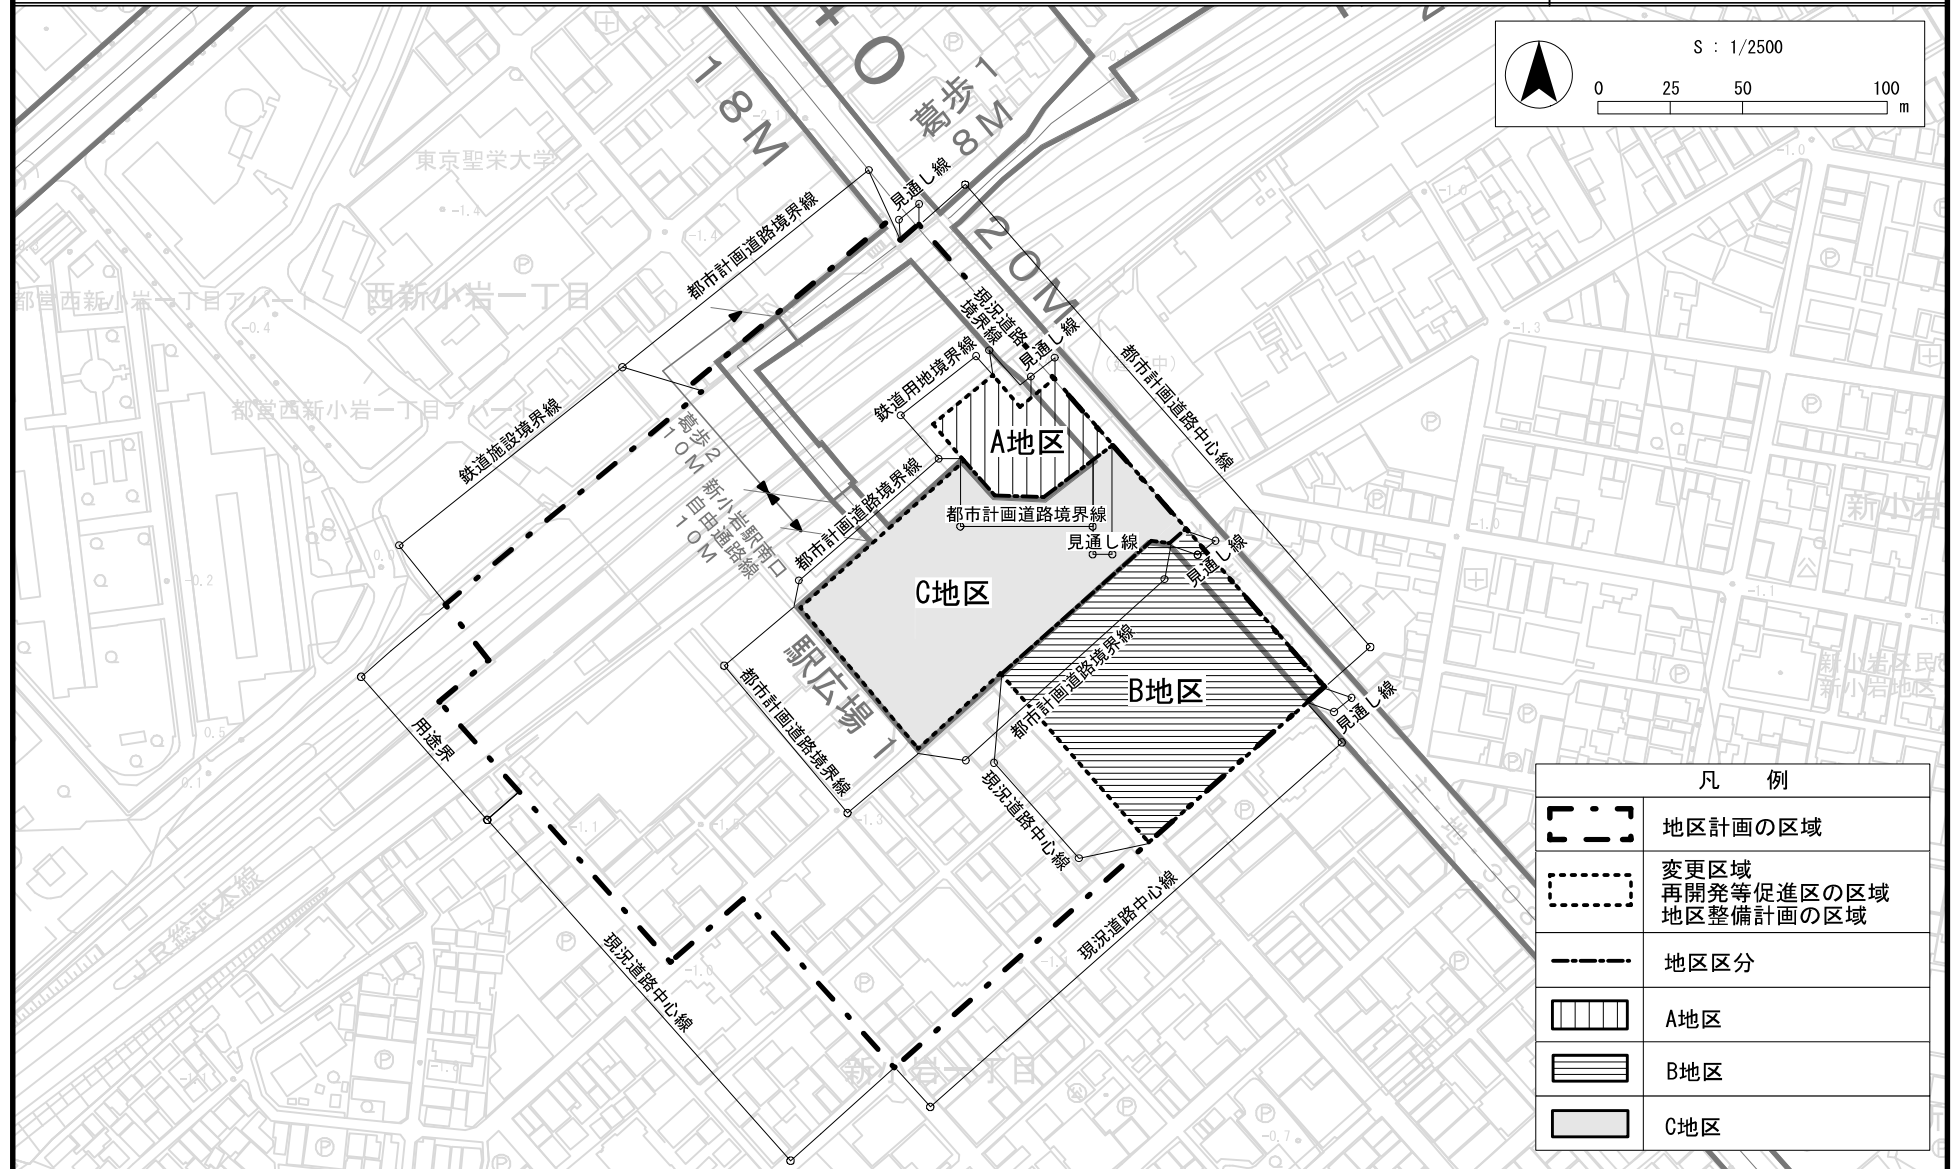 S : 1/2500
0 25 50 100
m
40
18M
葛歩1
8M
20M
東京聖栄大学
西新小岩一丁目
都営西新小岩一丁目アパート
都営西新小岩一丁目アパート
見通し線
都市計画道路境界線
現況道路
境界線
見通し線
都市計画道路中心線
鉄道用地境界線
鉄道施設境界線
葛歩2
10M
新小岩駅南口
自由通路線
10M
都市計画道路境界線
A地区
都市計画道路境界線
見通し線
見通し線
C地区
B地区
駅広場1
都市計画道路境界線
都市計画道路境界線
見通し線
用途界
現況道路中心線
現況道路中心線
現況道路中心線
JR総武本線
新小岩一丁目
新小岩
新小岩区民
新小岩地区
凡 例
地区計画の区域
変更区域
再開発等促進区の区域
地区整備計画の区域
地区区分
A地区
B地区
C地区